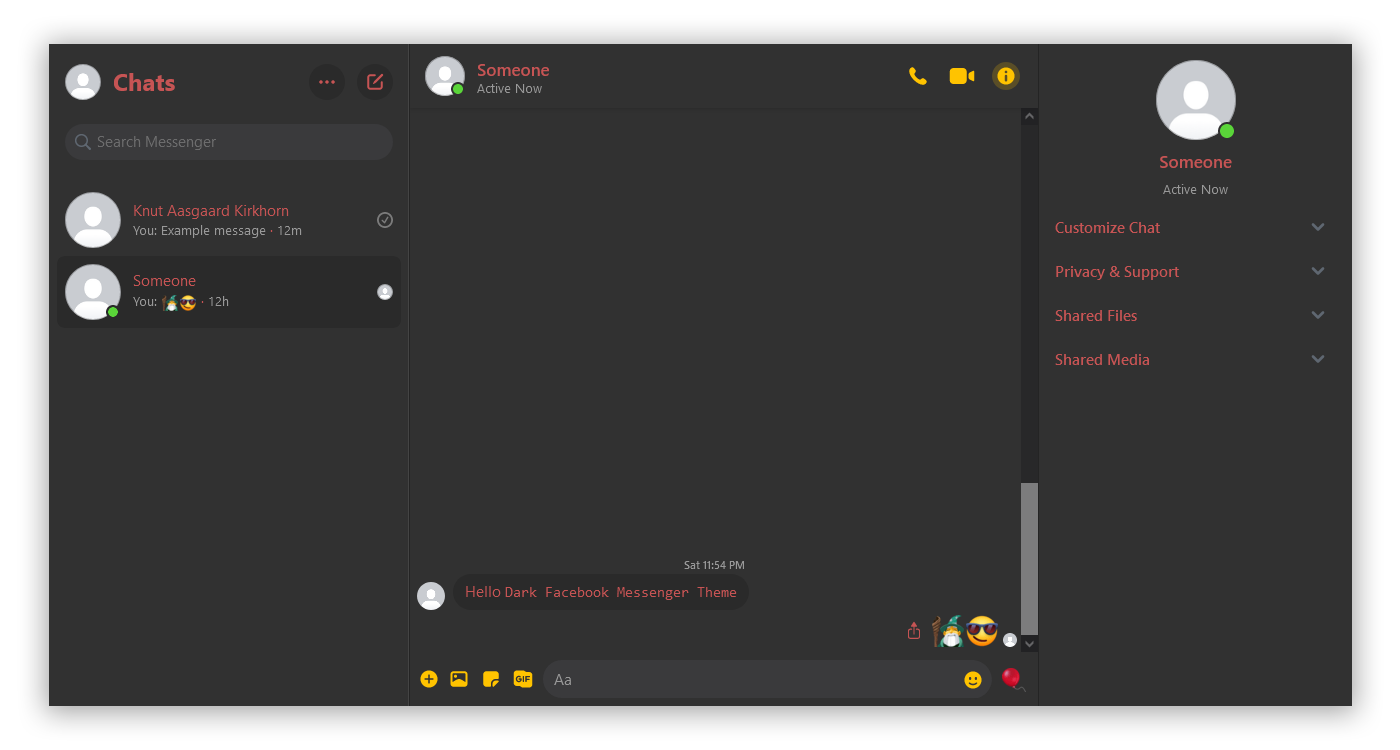 Chats
Search Messenger
Knut Aasgaard Kirkhorn
You: Example message · 12m
Someone
You: 🧙‍♂️😎 · 12h
Someone
Active Now
Sat 11:54 PM
Hello Dark Facebook Messenger Theme
🧙‍♂️😎
GIF
Aa
Someone
Active Now
Customize Chat
Privacy & Support
Shared Files
Shared Media